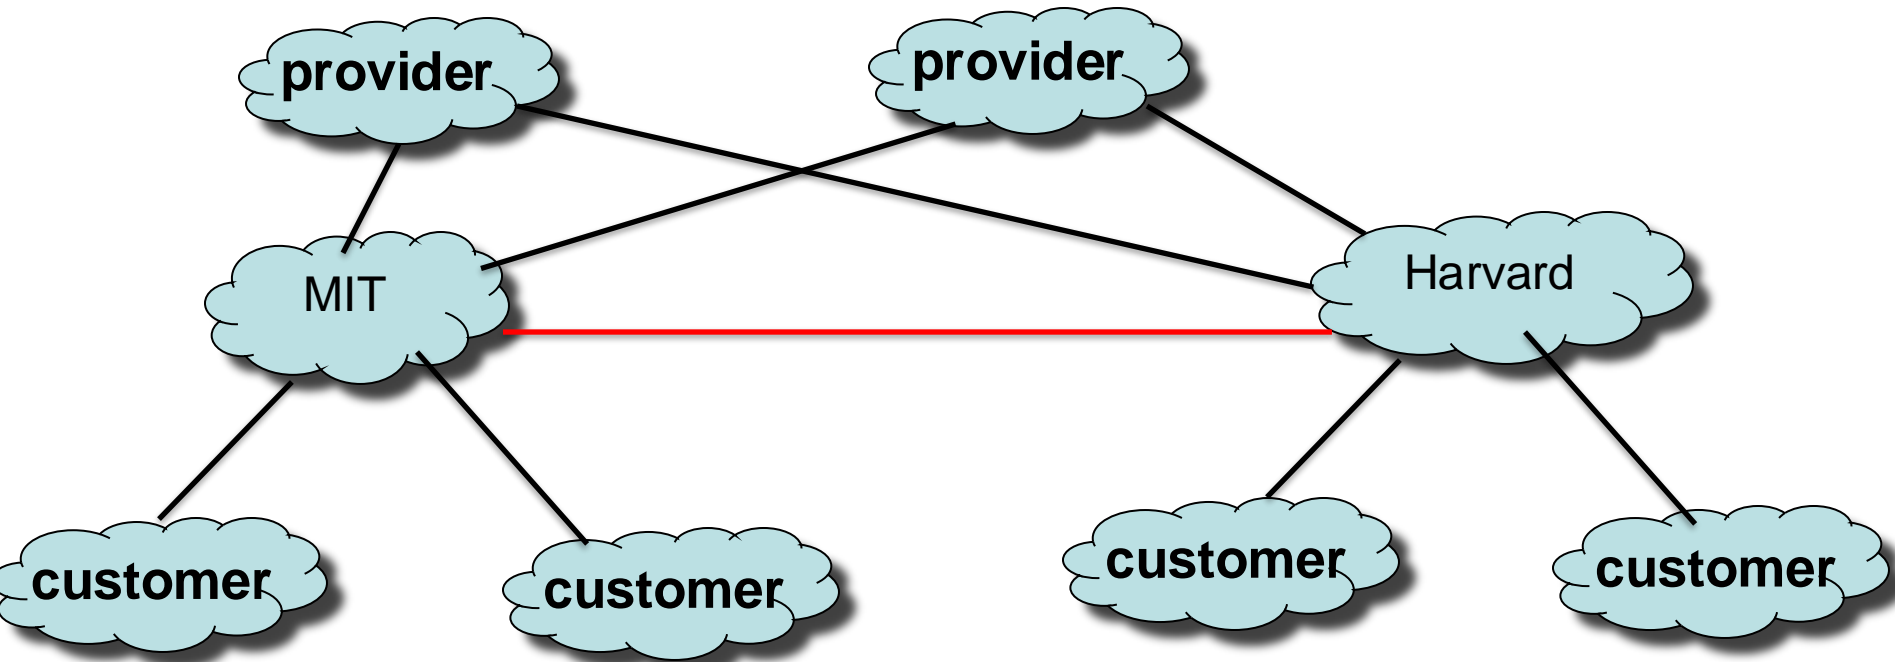 provider
provider
MIT
Harvard
customer
customer
customer
customer